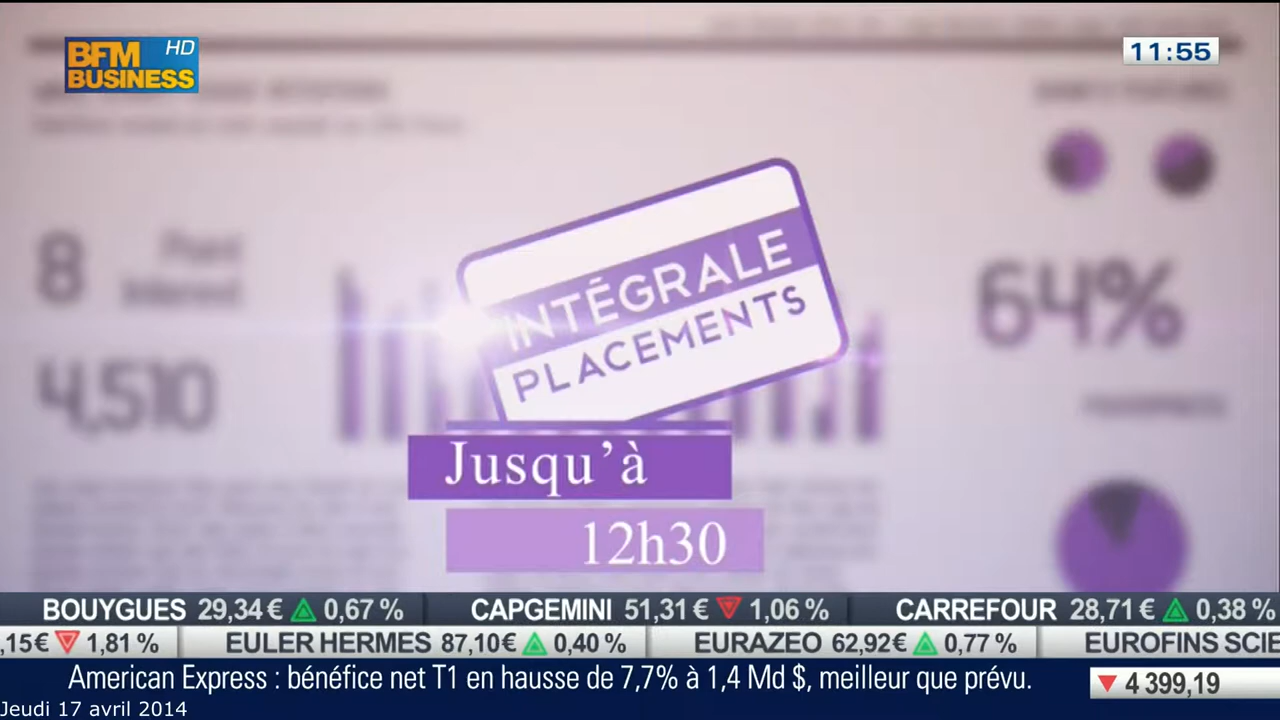 BFM HD
BUSINESS
11:55
8 Point
Interest
4,510
64%
INTÉGRALE
PLACEMENTS
Jusqu'à
12h30
BOUYGUES 29,34 € 0,67 % CAPGEMINI 51,31 € 1,06 % CARREFOUR 28,71 € 0,38 %
,15€ 1,81 % EULER HERMES 87,10€ 0,40 % EURAZEO 62,92€ 0,77 % EUROFINS SCIE
American Express : bénéfice net T1 en hausse de 7,7% à 1,4 Md $, meilleur que prévu.
4 399,19
Jeudi 17 avril 2014